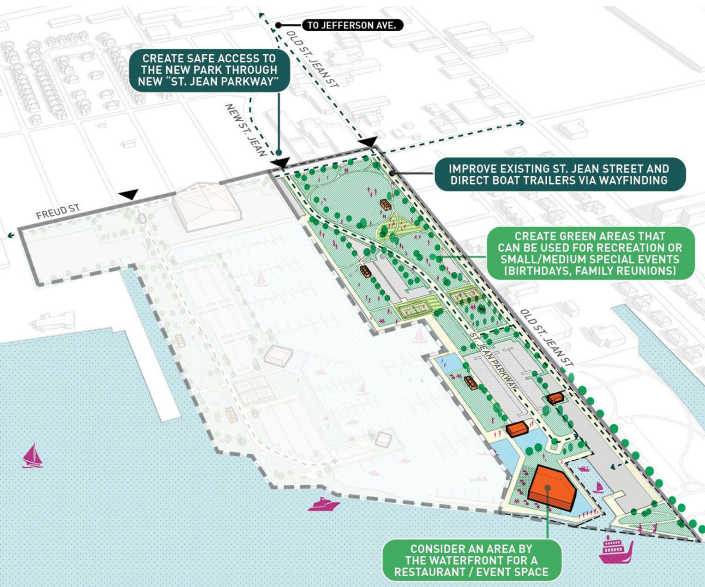 TO JEFFERSON AVE.
OLD ST. JEAN ST
CREATE SAFE ACCESS TO
THE NEW PARK THROUGH
NEW "ST. JEAN PARKWAY"
NEW ST. JEAN
IMPROVE EXISTING ST. JEAN STREET AND
DIRECT BOAT TRAILERS VIA WAYFINDING
FREUD ST
CREATE GREEN AREAS THAT
CAN BE USED FOR RECREATION OR
SMALL/MEDIUM SPECIAL EVENTS
(BIRTHDAYS, FAMILY REUNIONS)
OLD ST. JEAN ST
ST. JEAN PARKWAY
CONSIDER AN AREA BY
THE WATERFRONT FOR A
RESTAURANT / EVENT SPACE